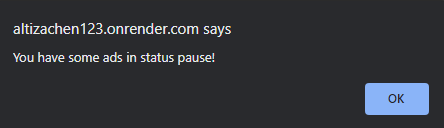 altizachen123.onrender.com says
You have some ads in status pause!
OK